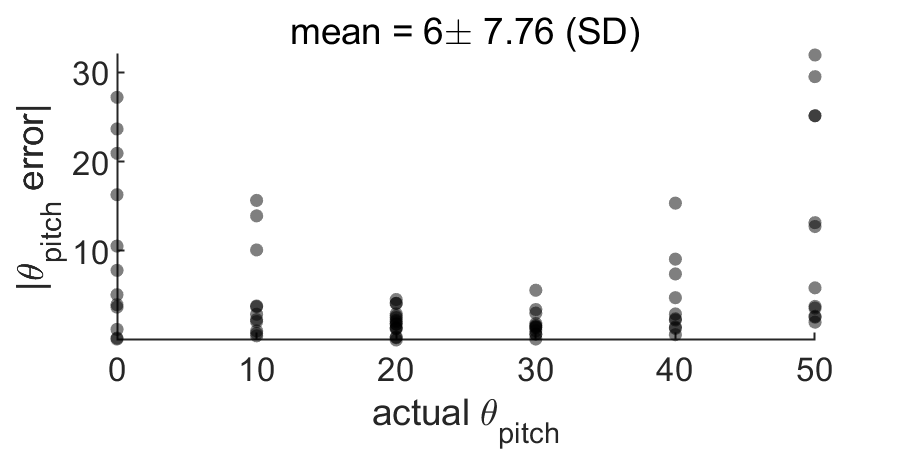 mean = 6± 7.76 (SD)
|θpitch error|
30
20
10
0 10 20 30 40 50
actual θpitch